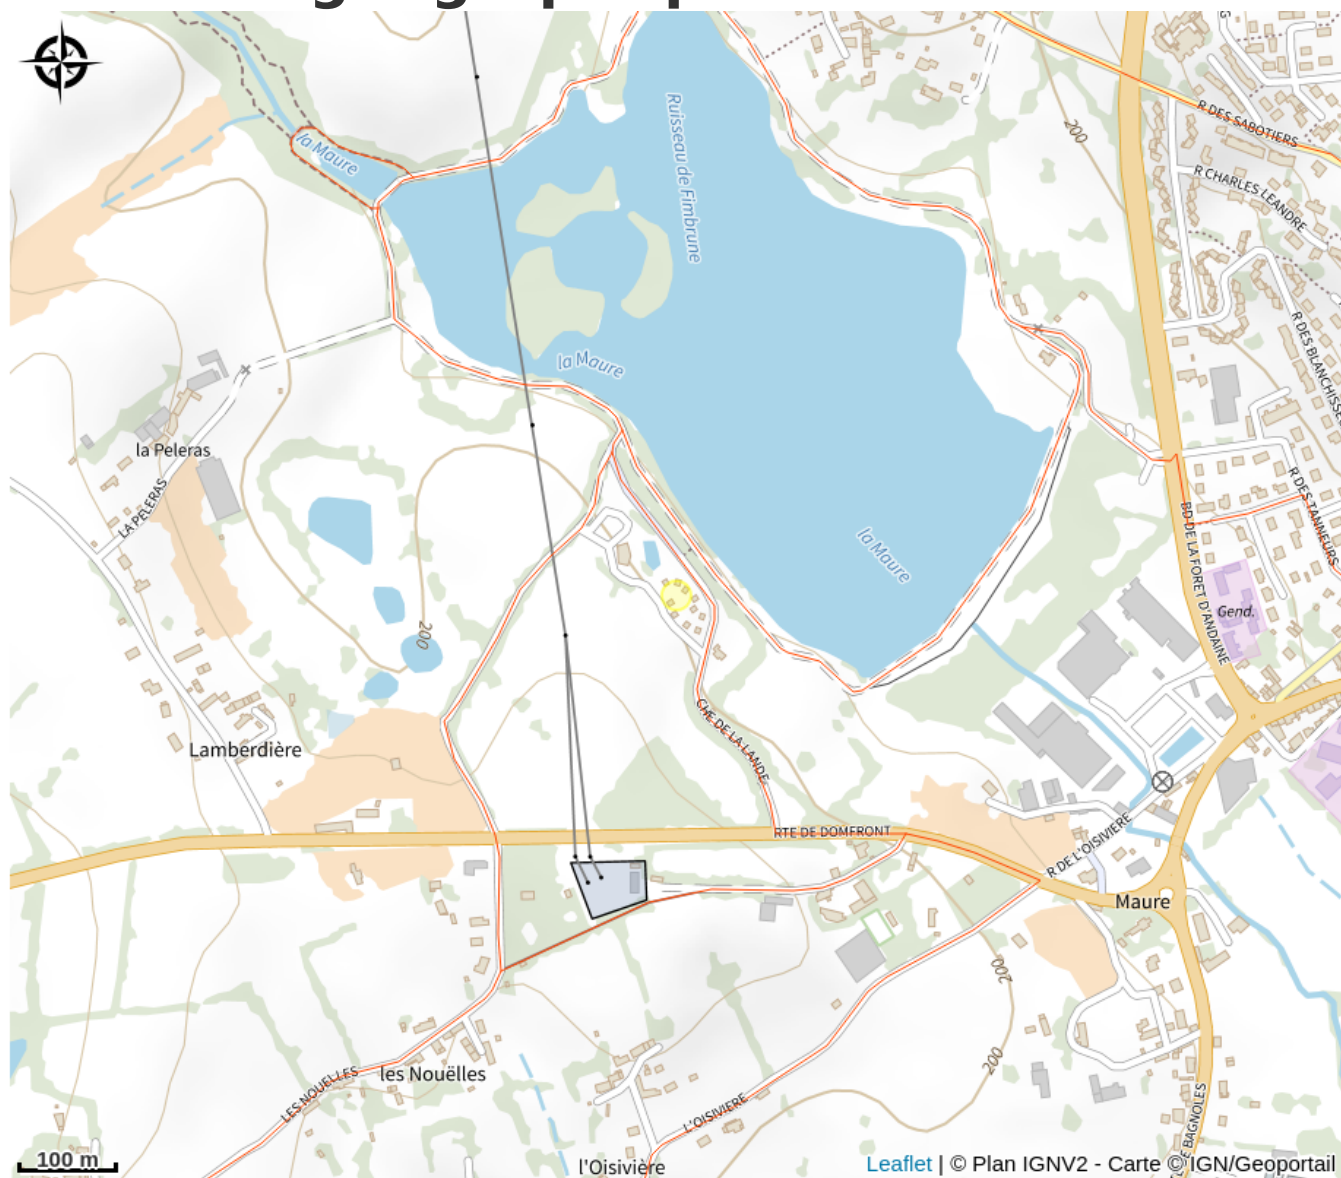 la Maure
Ruisseau de Fimbrune
200
R DES SABOTIERS
R CHARLES LEANDRE
la Maure
R DES BLANCHISSE
la Peleras
LA PELERAS
R DES TANNEURS
BD DE LA FORET D'ANDAINE
la Maure
Gend.
200
CHE DE LA LANDE
Lamberdière
RTE DE DOMFRONT
R DE L'OISIVIERE
Maure
200
200
les Nouëlles
LES NOUELLES
L'OISIVIERE
E BAGNOLES
l'Oisivière
100 m
Leaflet | © Plan IGNV2 - Carte © IGN/Geoportail